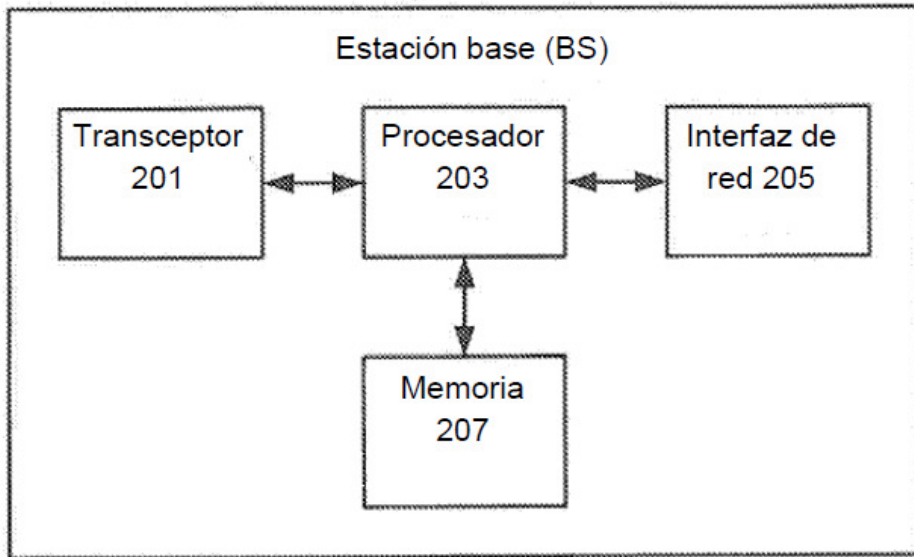 Estación base (BS)
Transceptor
201
Procesador
203
Interfaz de
red 205
Memoria
207